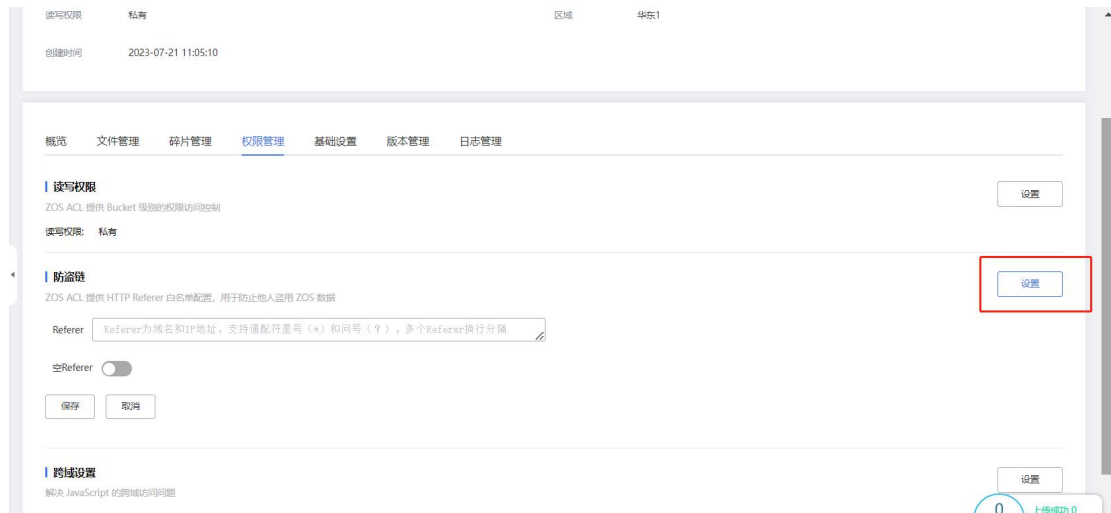 读写权限 私有 区域 华东1
创建时间 2023-07-21 11:05:10
概览 文件管理 碎片管理 权限管理 基础设置 版本管理 日志管理
读写权限 设置
ZOS ACL 提供 Bucket 级别的权限访问控制
读写权限: 私有
防盗链 设置
ZOS ACL 提供 HTTP Referer 白名单配置，用于防止他人盗用 ZOS 数据
Referer Referer为域名和IP地址，支持通配符星号（*）和问号（?），多个Referer换行分隔
空Referer
保存 取消
跨域设置 设置
解决 JavaScript 的跨域访问问题
0 上传成功 0